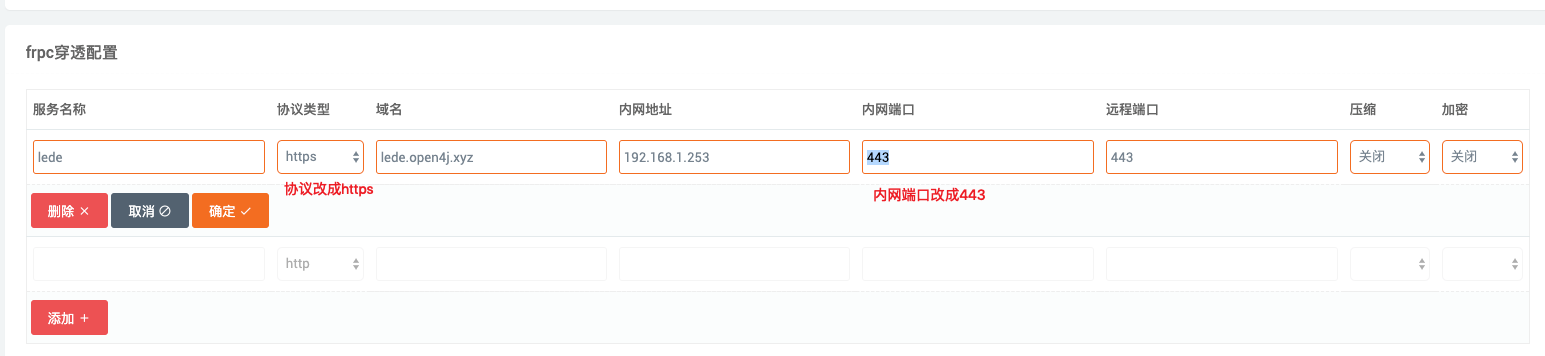 frpc穿透配置
服务名称 协议类型 域名 内网地址 内网端口 远程端口 压缩 加密
lede https lede.open4j.xyz 192.168.1.253 443 443 关闭 关闭
协议改成https 内网端口改成443
删除 取消 确定
http
添加